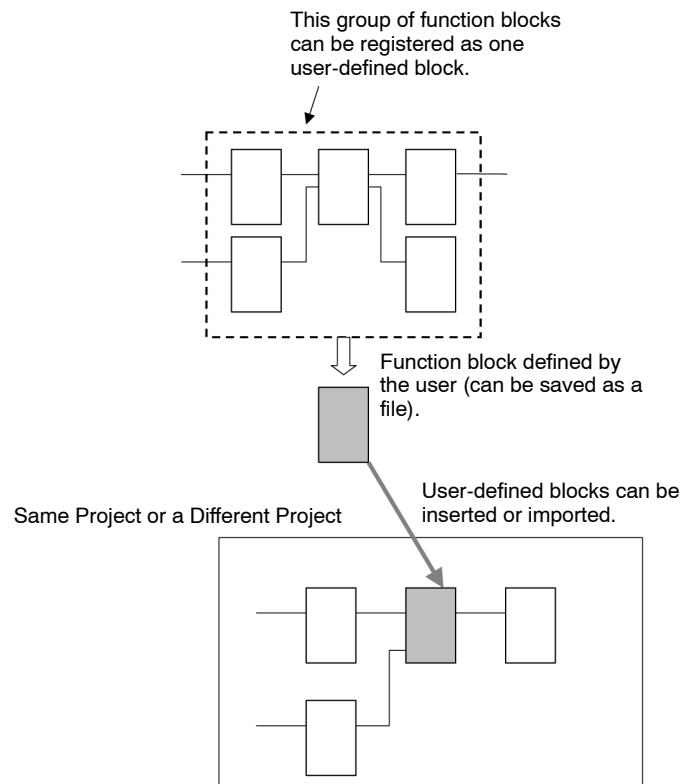 This group of function blocks
can be registered as one
user-defined block.
Function block defined by
the user (can be saved as a
file).
User-defined blocks can be
inserted or imported.
Same Project or a Different Project